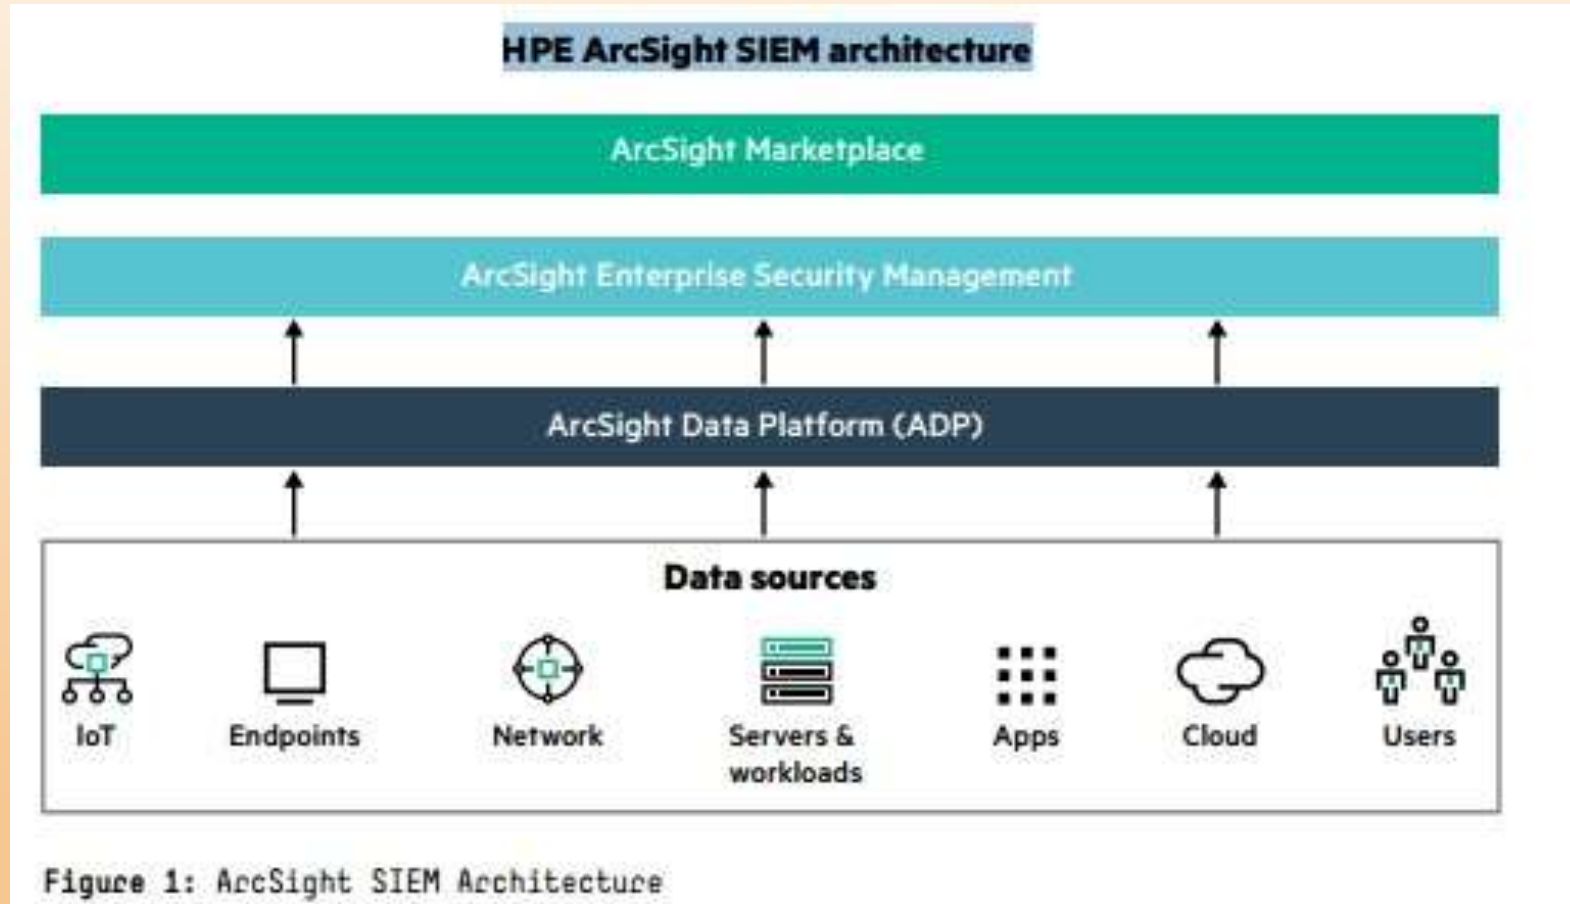 HPE ArcSight SIEM architecture
ArcSight Marketplace
ArcSight Enterprise Security Management
ArcSight Data Platform (ADP)
Data sources
IoT
Endpoints
Network
Servers &
workloads
Apps
Cloud
Users
Figure 1: ArcSight SIEM Architecture